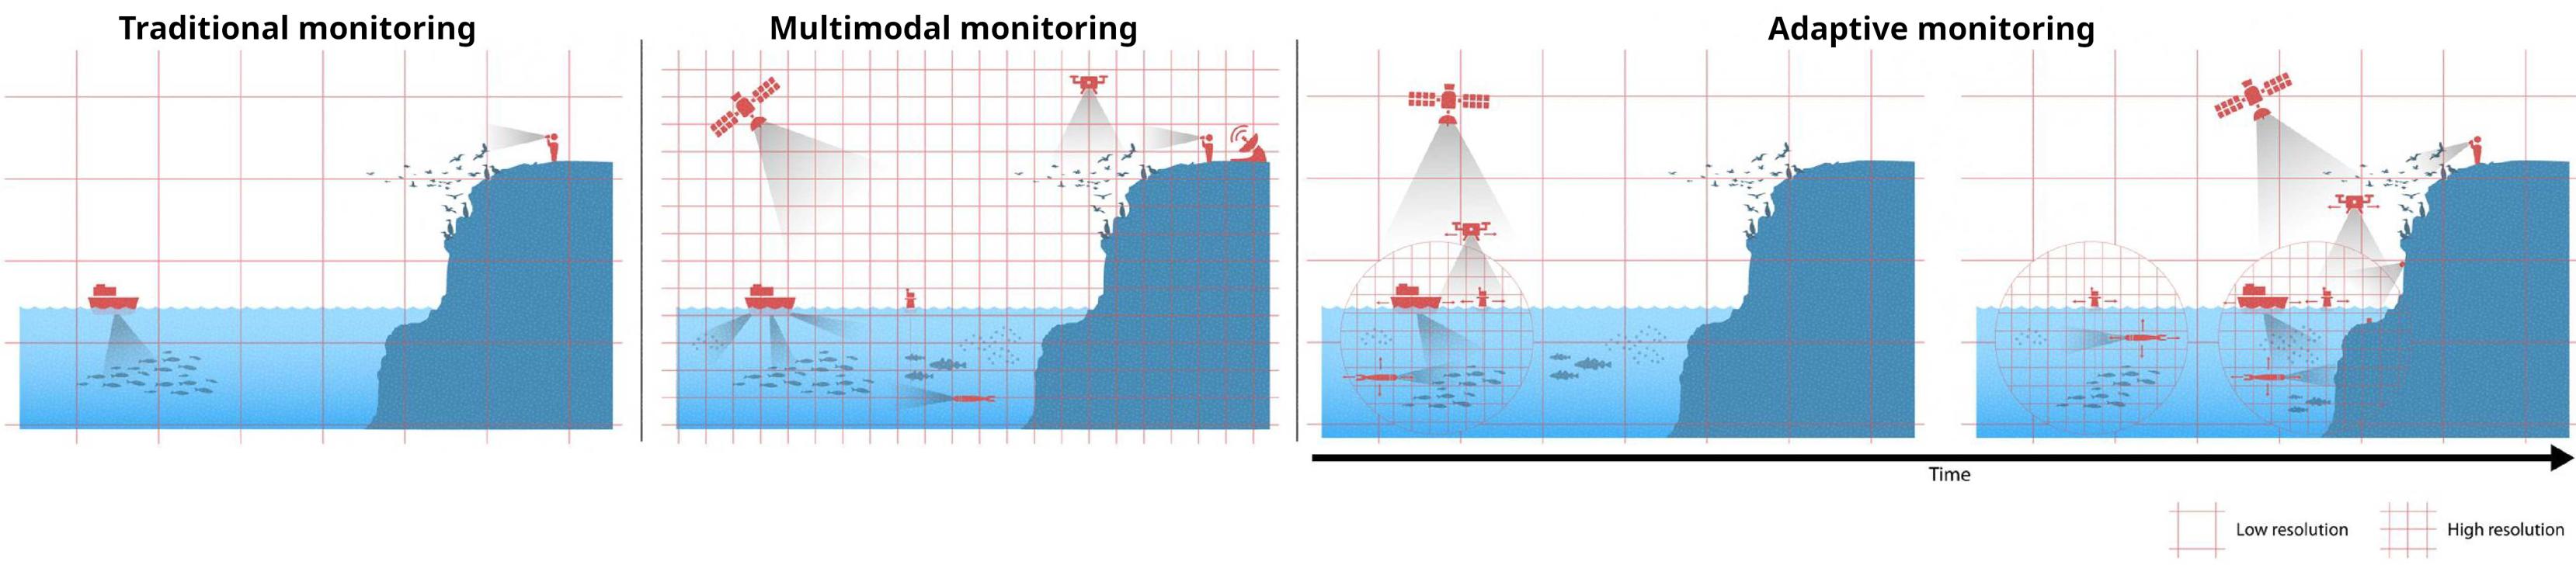 Traditional monitoring
Multimodal monitoring
Adaptive monitoring
Time
Low resolution
High resolution